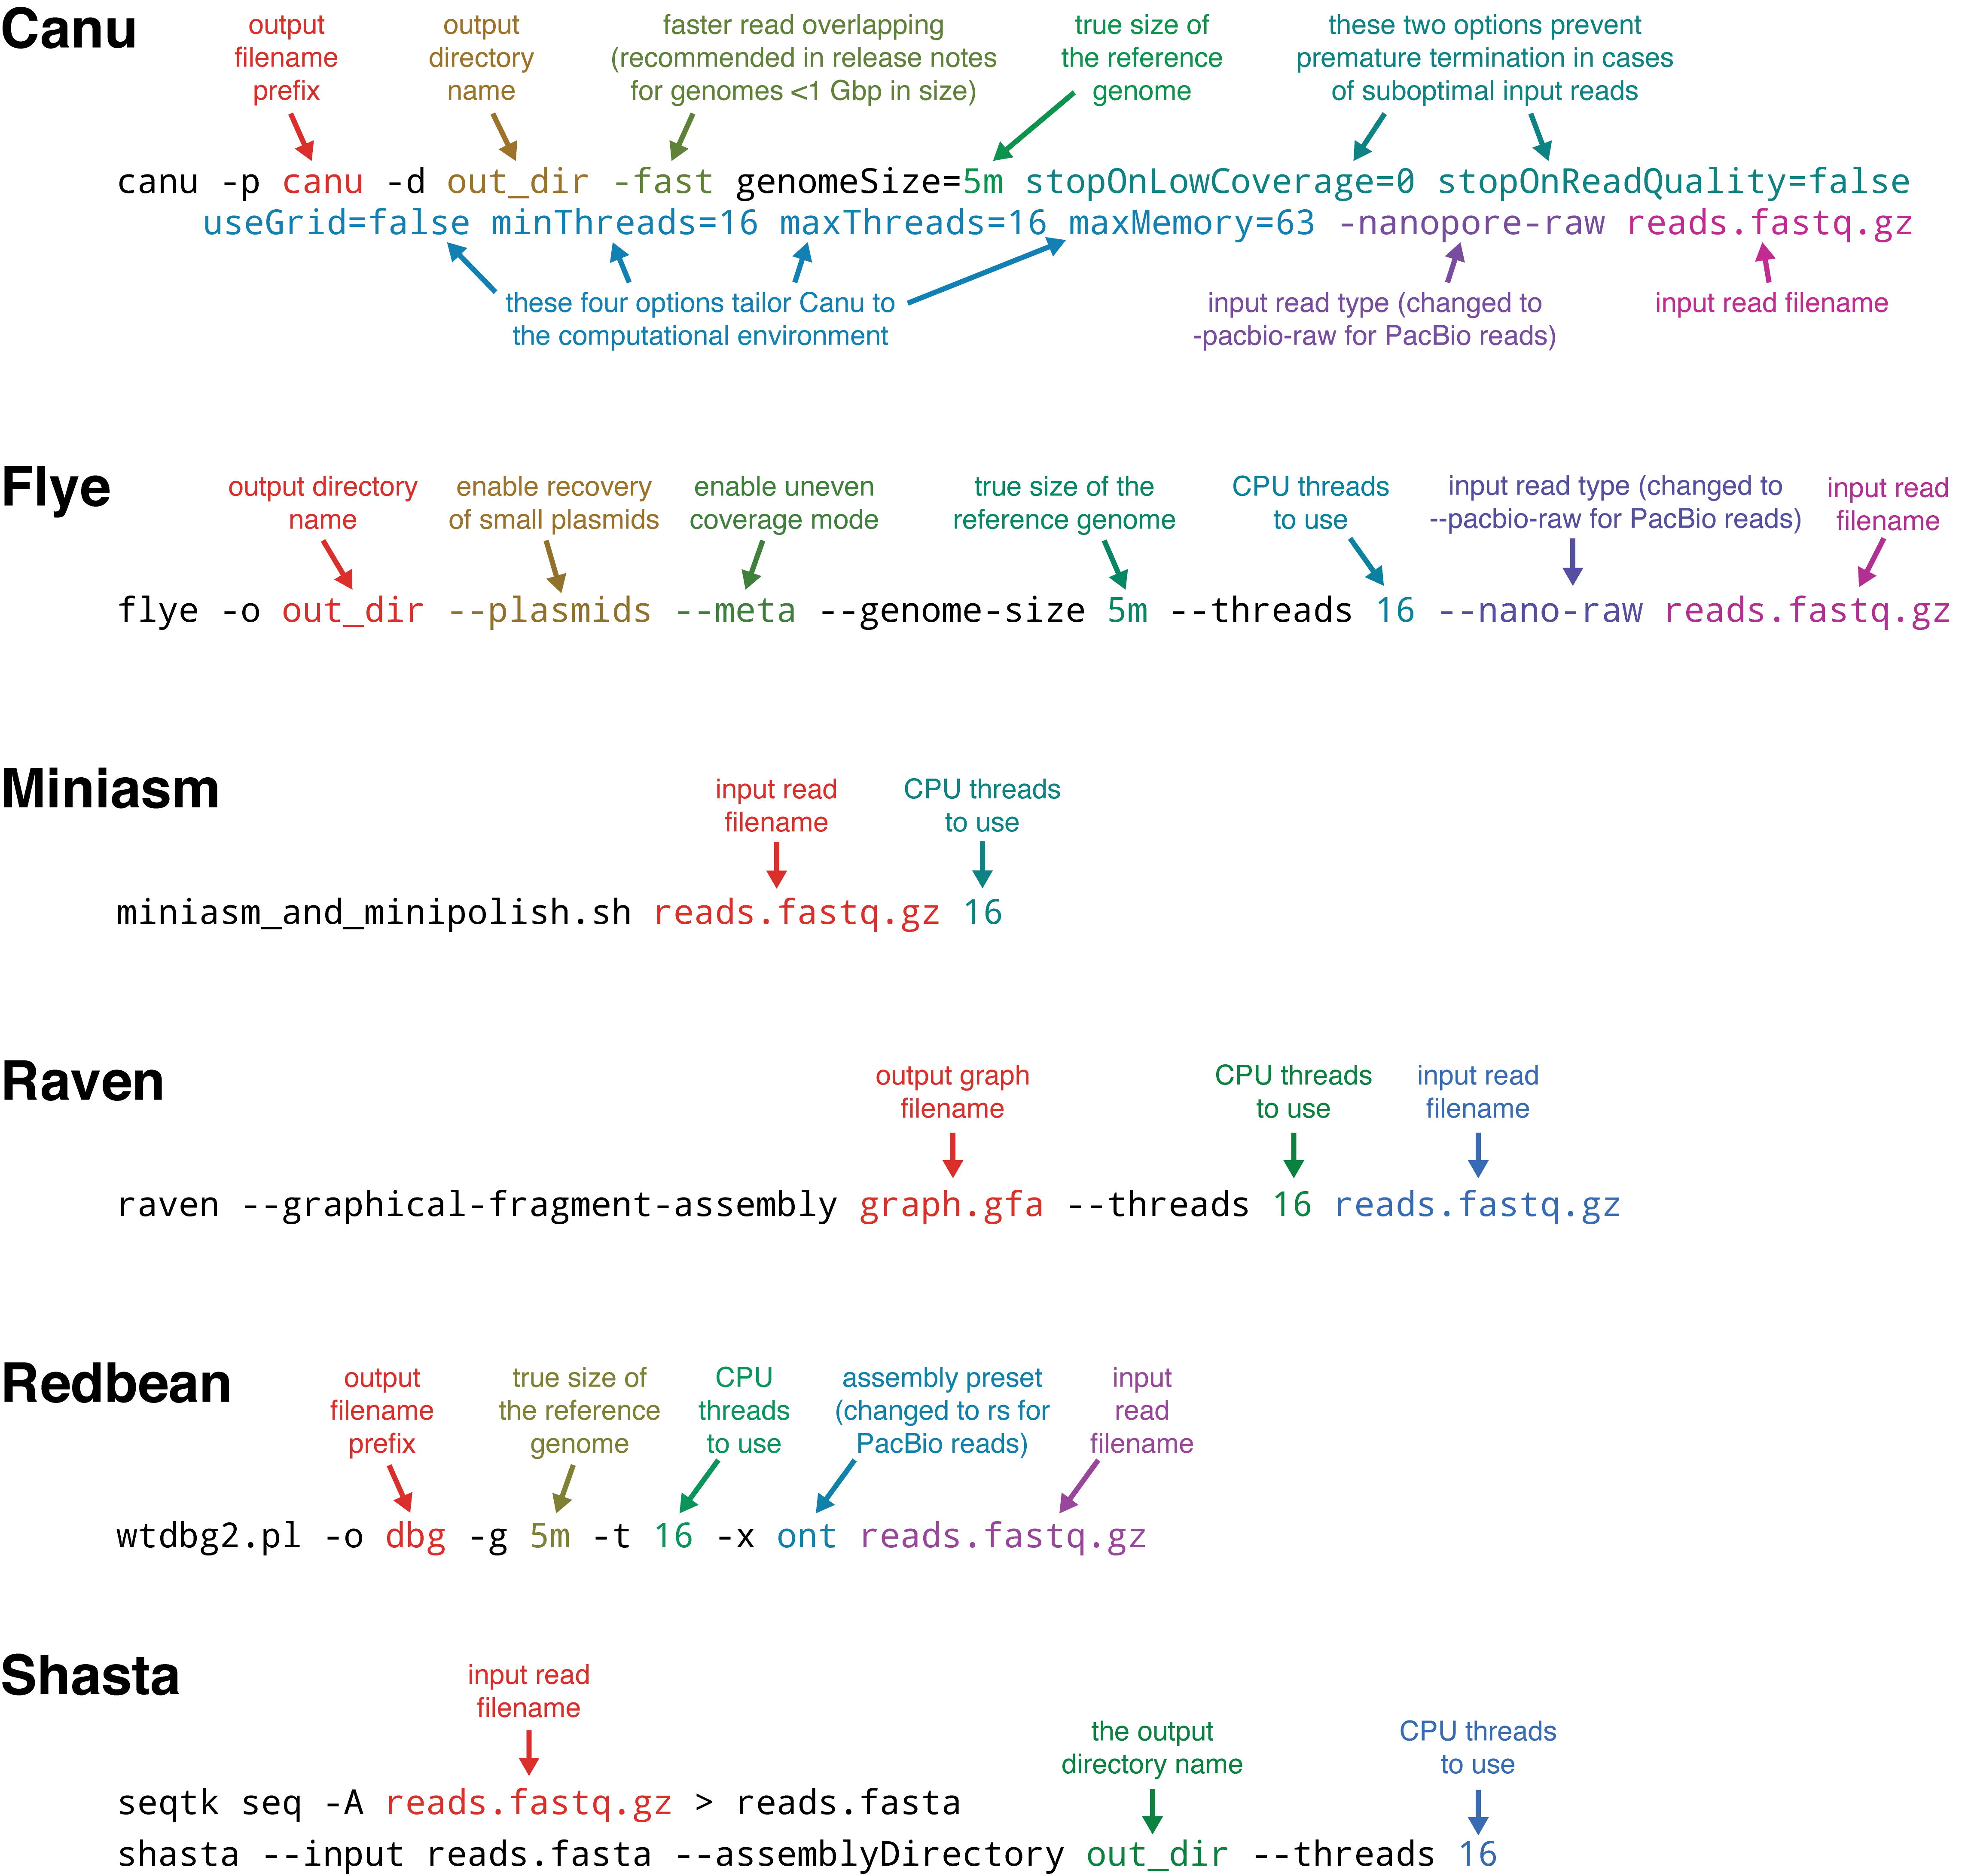 Canu
output
filename
prefix
output
directory
name
faster read overlapping
(recommended in release notes
for genomes <1 Gbp in size)
true size of
the reference
genome
these two options prevent
premature termination in cases
of suboptimal input reads
canu -p canu -d out_dir -fast genomeSize=5m stopOnLowCoverage=0 stopOnReadQuality=false
useGrid=false minThreads=16 maxThreads=16 maxMemory=63 -nanopore-raw reads.fastq.gz
these four options tailor Canu to
the computational environment
input read type (changed to
-pacbio-raw for PacBio reads)
input read filename
Flye
output directory
name
enable recovery
of small plasmids
enable uneven
coverage mode
true size of the
reference genome
CPU threads
to use
input read type (changed to
--pacbio-raw for PacBio reads)
input read
filename
flye -o out_dir --plasmids --meta --genome-size 5m --threads 16 --nano-raw reads.fastq.gz
Miniasm
input read
filename
CPU threads
to use
miniasm_and_minipolish.sh reads.fastq.gz 16
Raven
output graph
filename
CPU threads
to use
input read
filename
raven --graphical-fragment-assembly graph.gfa --threads 16 reads.fastq.gz
Redbean
output
filename
prefix
true size of
the reference
genome
CPU
threads
to use
assembly preset
(changed to rs for
PacBio reads)
input
read
filename
wtdbg2.pl -o dbg -g 5m -t 16 -x ont reads.fastq.gz
Shasta
input read
filename
the output
directory name
CPU threads
to use
seqtk seq -A reads.fastq.gz > reads.fasta
shasta --input reads.fasta --assemblyDirectory out_dir --threads 16